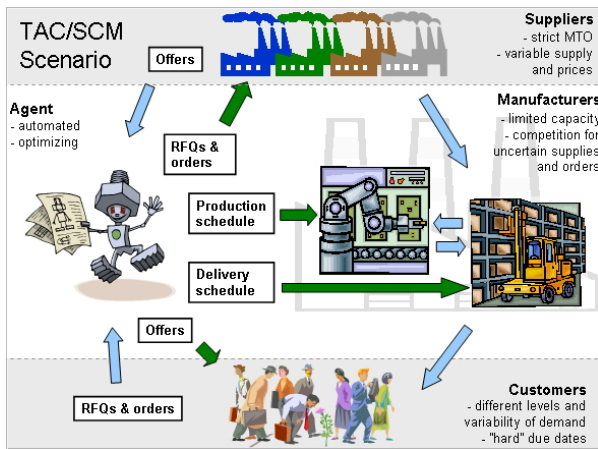 TAC/SCM
Scenario
Offers
Suppliers
- strict MTO
- variable supply
and prices
Agent
- automated
- optimizing
RFQs &
orders
Manufacturers
- limited capacity
- competition for
uncertain supplies
and orders
Production
schedule
Delivery
schedule
Offers
RFQs & orders
Customers
- different levels and
variability of demand
- "hard" due dates